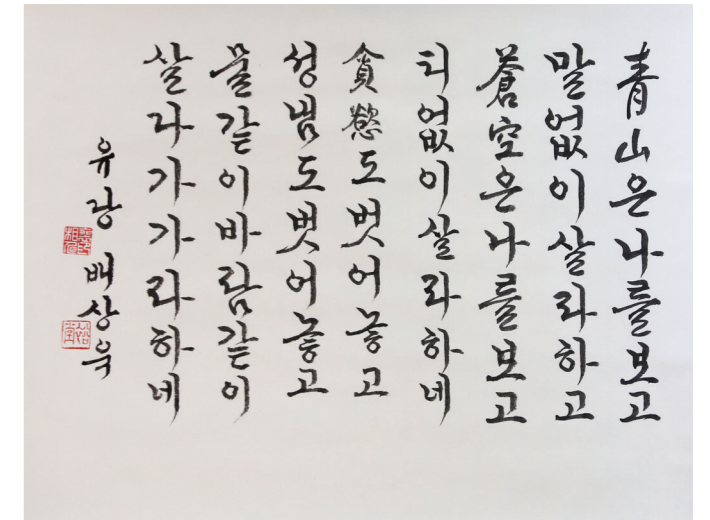 青山은나를보고
말없이살라하고
蒼空은나를보고
티없이살라하네
貪慾도벗어놓고
성냄도벗어놓고
물같이바람같이
살다가가라하네
유광 배상욱